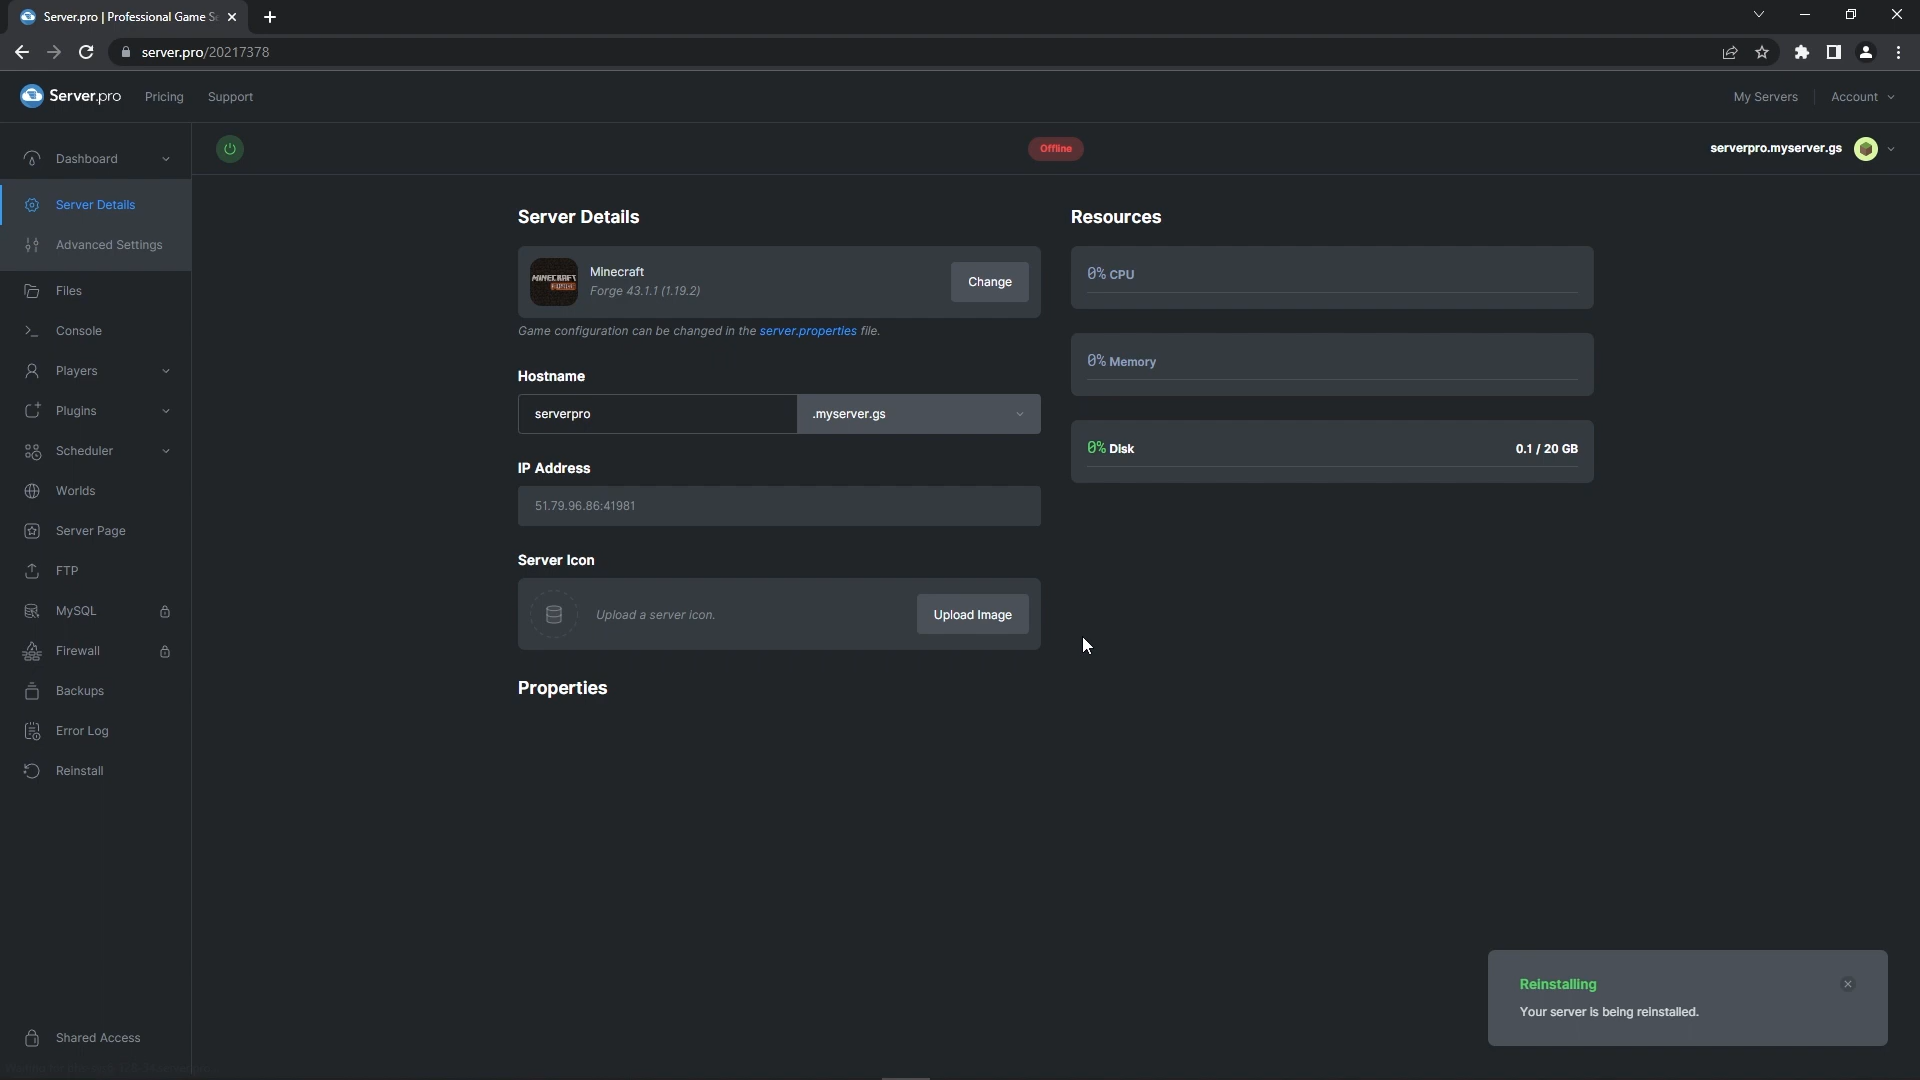 Server.pro | Professional Game S
server.pro/20217378
Server.pro
Pricing
Support
My Servers
Account
Dashboard
Offline
serverpro.myserver.gs
Server Details
Advanced Settings
Files
Console
Players
Plugins
Scheduler
Worlds
Server Page
FTP
MySQL
Firewall
Backups
Error Log
Reinstall
Shared Access
Server Details
MINECRAFT
Minecraft
Forge 43.1.1 (1.19.2)
Change
Game configuration can be changed in the server.properties file.
Hostname
serverpro
.myserver.gs
IP Address
51.79.96.86:41981
Server Icon
Upload a server icon.
Upload Image
Properties
Resources
0% CPU
0% Memory
0% Disk
0.1 / 20 GB
Reinstalling
Your server is being reinstalled.